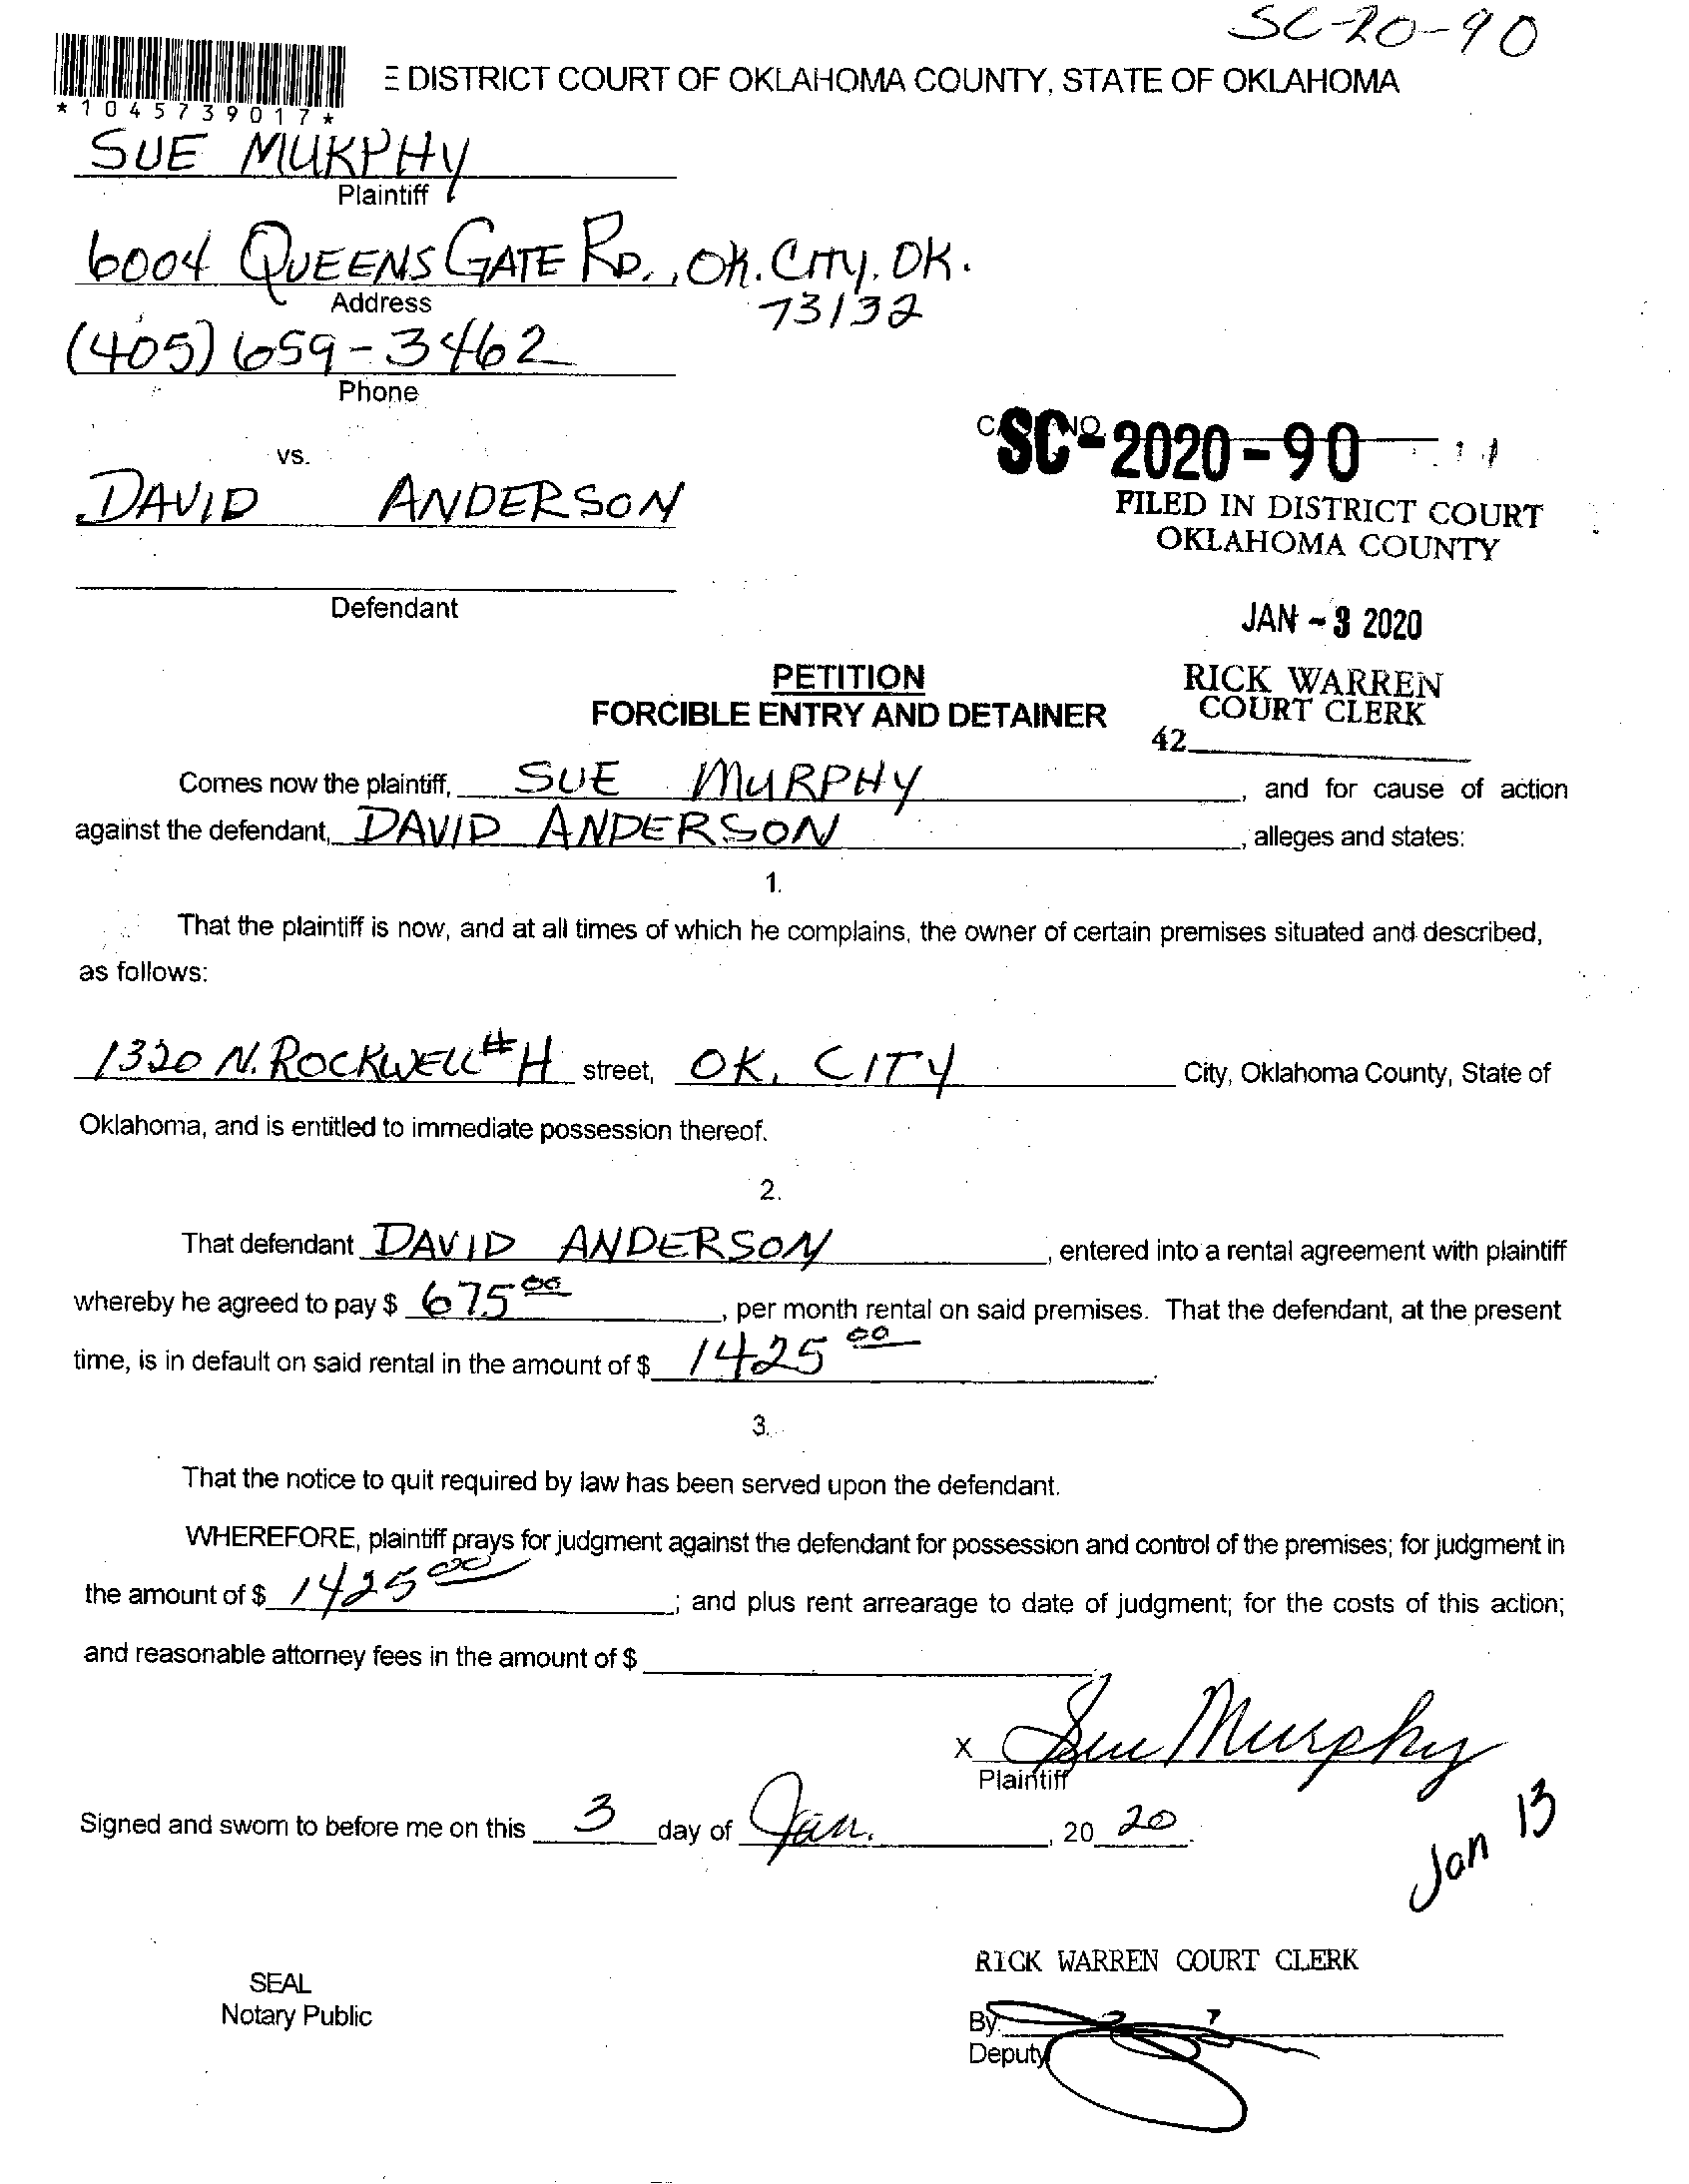 SC-20-90
E DISTRICT COURT OF OKLAHOMA COUNTY, STATE OF OKLAHOMA
*1045739017*
SUE MURPHY
Plaintiff
6004 QUEENSGATE RD., OK. CITY, OK.
Address
73132
(405) 659-3462
Phone
SC-2020-90
vs.
DAVID ANDERSON
FILED IN DISTRICT COURT
OKLAHOMA COUNTY
Defendant
JAN - 3 2020
PETITION
RICK WARREN
FORCIBLE ENTRY AND DETAINER
COURT CLERK
42
Comes now the plaintiff, SUE MURPHY, and for cause of action
against the defendant, DAVID ANDERSON, alleges and states:
1.
That the plaintiff is now, and at all times of which he complains, the owner of certain premises situated and described,
as follows:
1320 N. ROCKWELL #H street, OK. CITY City, Oklahoma County, State of
Oklahoma, and is entitled to immediate possession thereof.
2.
That defendant DAVID ANDERSON, entered into a rental agreement with plaintiff
whereby he agreed to pay $ 675 00, per month rental on said premises. That the defendant, at the present
time, is in default on said rental in the amount of $ 1425 00.
3.
That the notice to quit required by law has been served upon the defendant.
WHEREFORE, plaintiff prays for judgment against the defendant for possession and control of the premises; for judgment in
the amount of $ 1425 00; and plus rent arrearage to date of judgment; for the costs of this action;
and reasonable attorney fees in the amount of $
X Sue Murphy
Plaintiff
Signed and sworn to before me on this 3 day of Jan., 20 20.
Jan 13
RICK WARREN COURT CLERK
SEAL
Notary Public
By:
Deputy